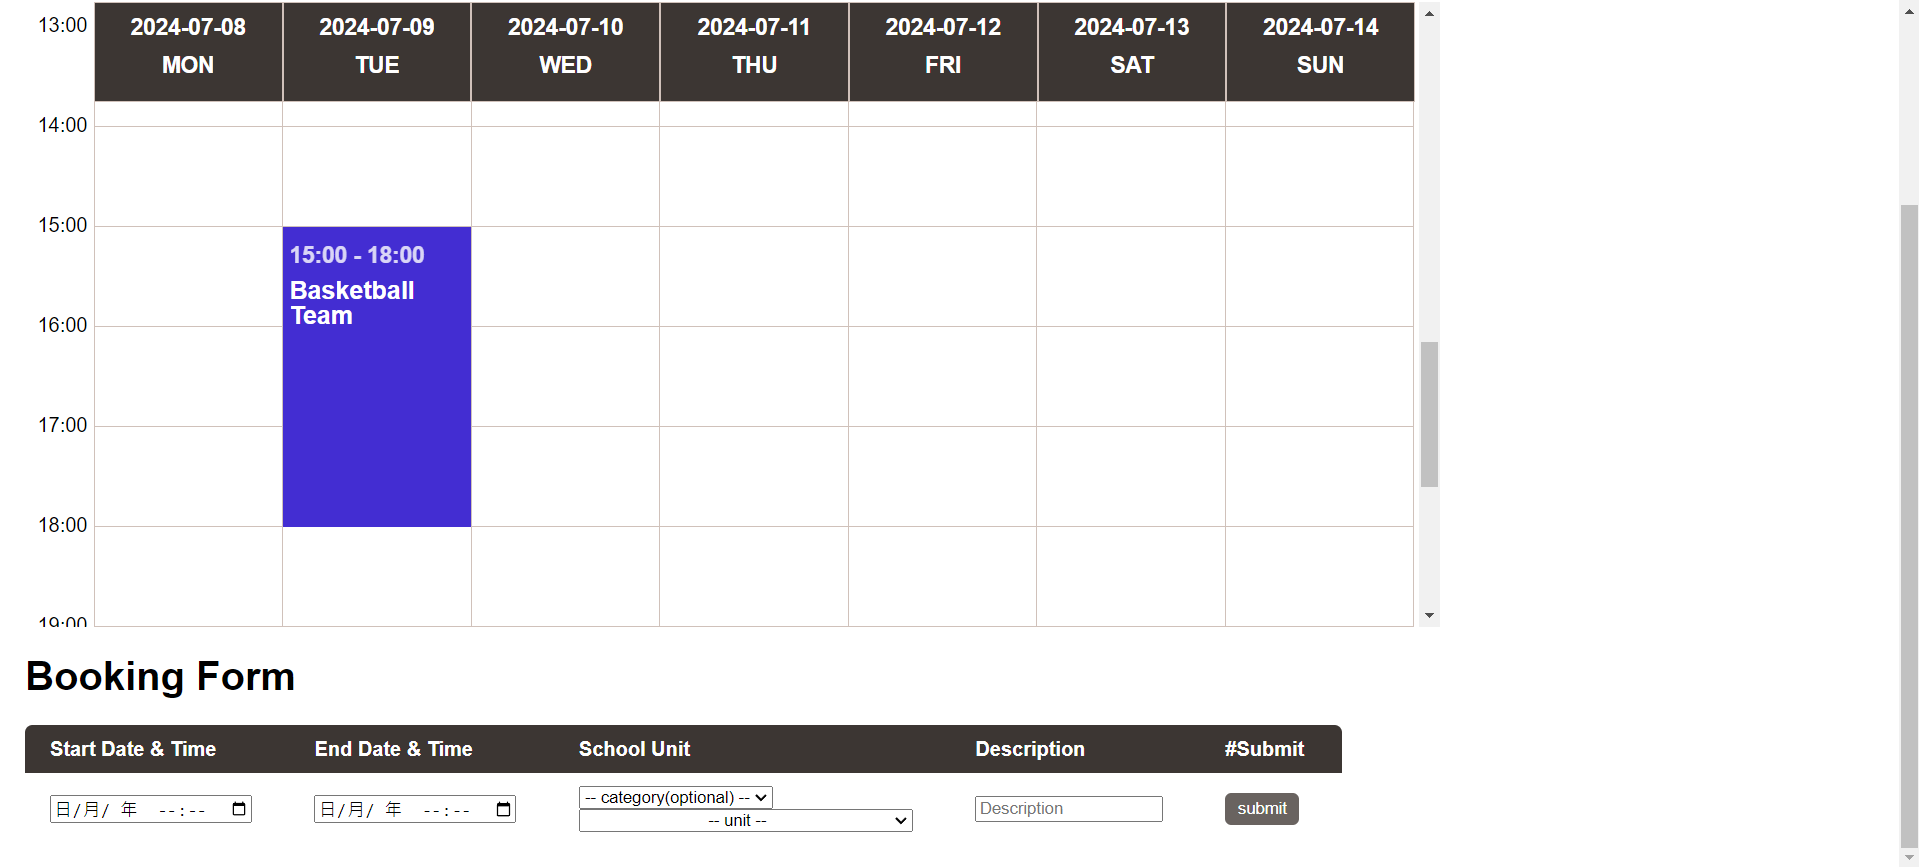 13:00 2024-07-08 2024-07-09 2024-07-10 2024-07-11 2024-07-12 2024-07-13 2024-07-14
MON TUE WED THU FRI SAT SUN
14:00
15:00
15:00 - 18:00
Basketball
Team
16:00
17:00
18:00
19:00
Booking Form
Start Date & Time End Date & Time School Unit Description #Submit
日/月/ 年 --:-- 日/月/ 年 --:-- -- category(optional) -- Description submit
-- unit --